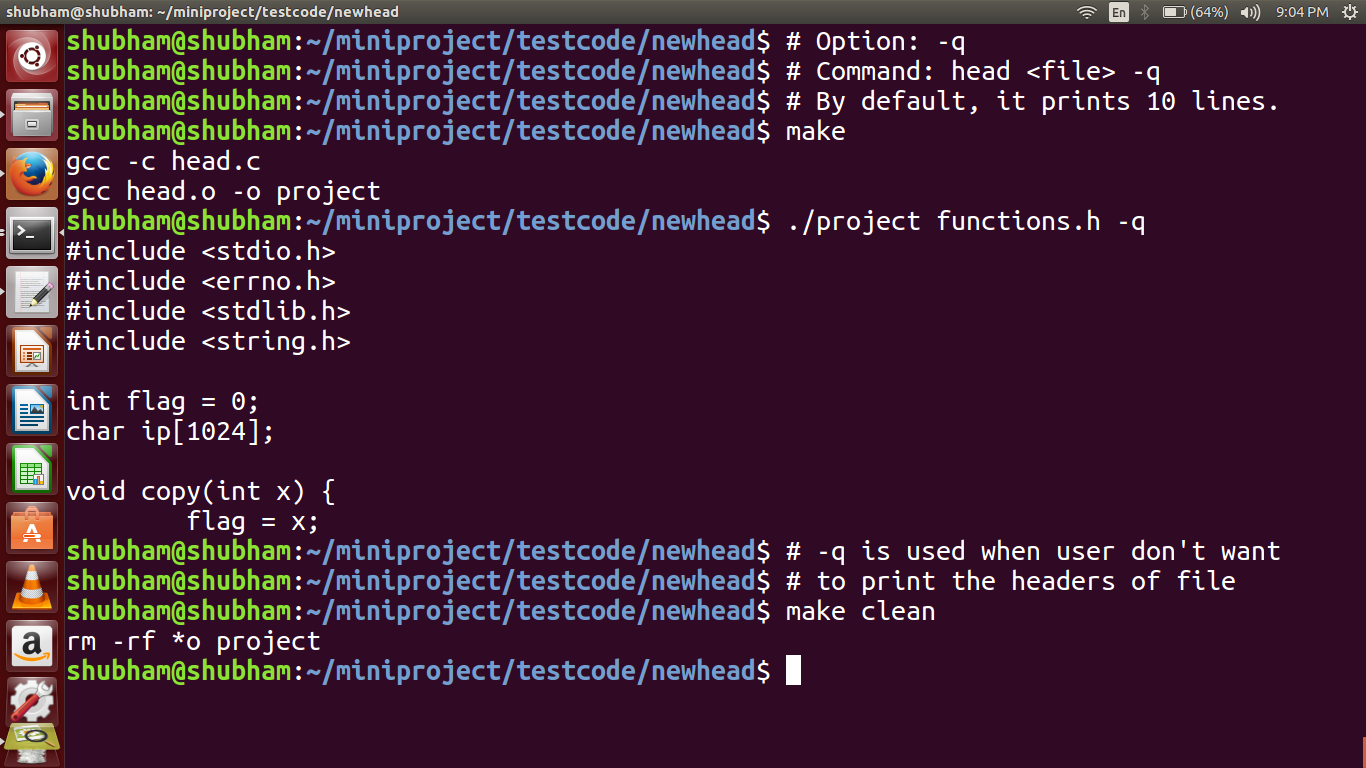 shubham@shubham: ~/miniproject/testcode/newhead En (64%) 9:04 PM
shubham@shubham:~/miniproject/testcode/newhead$ # Option: -q
shubham@shubham:~/miniproject/testcode/newhead$ # Command: head <file> -q
shubham@shubham:~/miniproject/testcode/newhead$ # By default, it prints 10 lines.
shubham@shubham:~/miniproject/testcode/newhead$ make
gcc -c head.c
gcc head.o -o project
shubham@shubham:~/miniproject/testcode/newhead$ ./project functions.h -q
#include <stdio.h>
#include <errno.h>
#include <stdlib.h>
#include <string.h>

int flag = 0;
char ip[1024];

void copy(int x) {
        flag = x;
shubham@shubham:~/miniproject/testcode/newhead$ # -q is used when user don't want
shubham@shubham:~/miniproject/testcode/newhead$ # to print the headers of file
shubham@shubham:~/miniproject/testcode/newhead$ make clean
rm -rf *o project
shubham@shubham:~/miniproject/testcode/newhead$